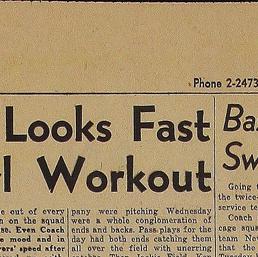 Phone 2-2473
Looks Fast
Workout
Ba
Sw
e out of every
on the squad
so. Even Coach
e mood and in
vers' speed after
pany were pitching Wednesday
were a whole conglomeration of
ends and backs. Pass plays for the
day had both ends catching them
all over the field with unerring
Going t
the twice-
service te
Coach
cage squa
team Nev
that the